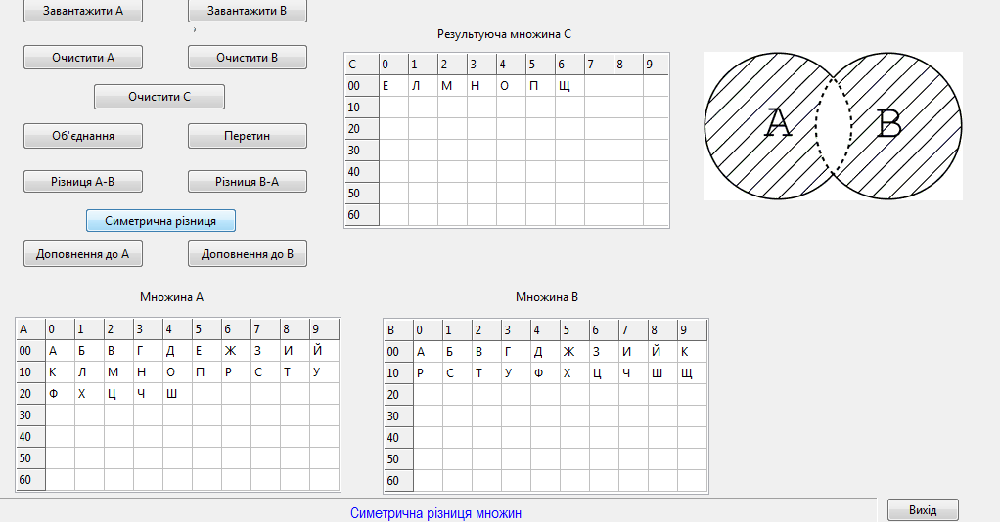 Завантажити А Завантажити В
Очистити А Очистити В
Очистити С
Об'єднання Перетин
Різниця А-В Різниця В-А
Симетрична різниця
Доповнення до А Доповнення до В
Результуюча множина С
С 0 1 2 3 4 5 6 7 8 9
00 Е Л М Н О П Щ
10
20
30
40
50
60
А В
Множина А
А 0 1 2 3 4 5 6 7 8 9
00 А Б В Г Д Е Ж З И Й
10 К Л М Н О П Р С Т У
20 Ф Х Ц Ч Ш
30
40
50
60
Множина В
В 0 1 2 3 4 5 6 7 8 9
00 А Б В Г Д Ж З И Й К
10 Р С Т У Ф Х Ц Ч Ш Щ
20
30
40
50
60
Симетрична різниця множин
Вихід